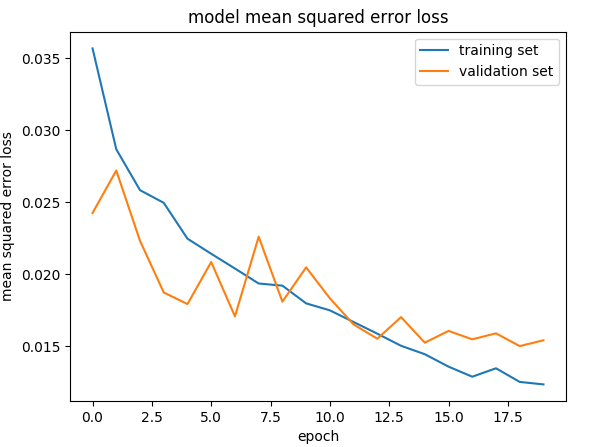 model mean squared error loss
training set
validation set
mean squared error loss
0.035
0.030
0.025
0.020
0.015
0.0 2.5 5.0 7.5 10.0 12.5 15.0 17.5
epoch